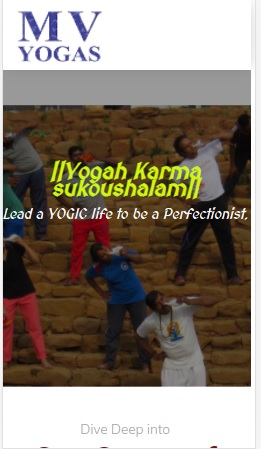 MV
YOGAS
||Yogah Karma
sukoushalam||
Lead a YOGIC life to be a Perfectionist.
Dive Deep into